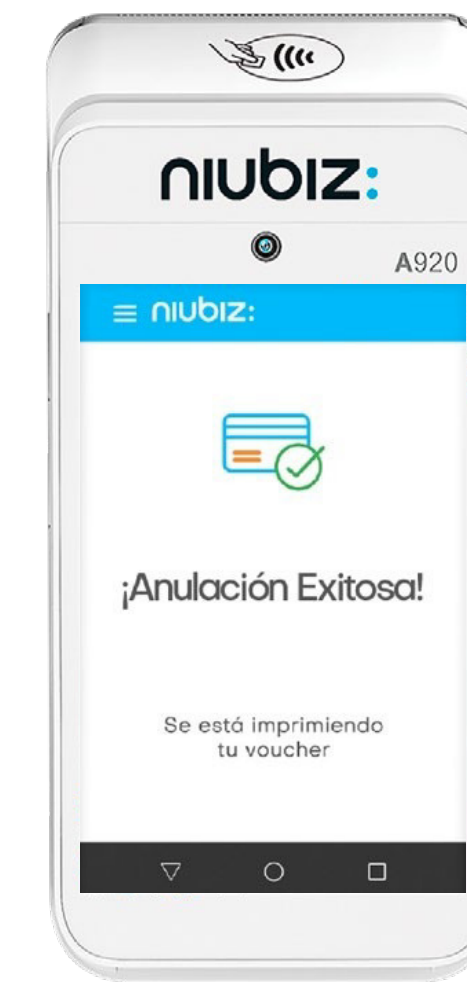 niubiz:
A920
niubiz:
¡Anulación Exitosa!
Se está imprimiendo
tu voucher